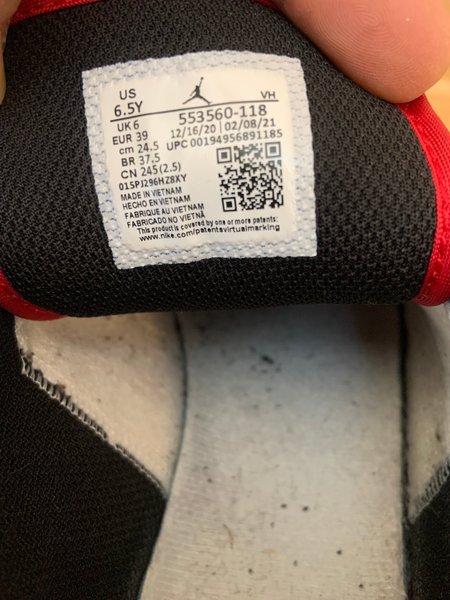 US
6.5Y
VH
553560-118
UK 6
EUR 39
12/16/20 | 02/08/21
cm 24.5
UPC 00194956891185
BR 37.5
CN 245(2.5)
015PJ296HZ8XY
MADE IN VIETNAM
HECHO EN VIETNAM
FABRIQUE AU VIETNAM
FABRICADO NO VIETNÃ
This product is covered by one or more patents:
www.nike.com/patentsvirtualmarking